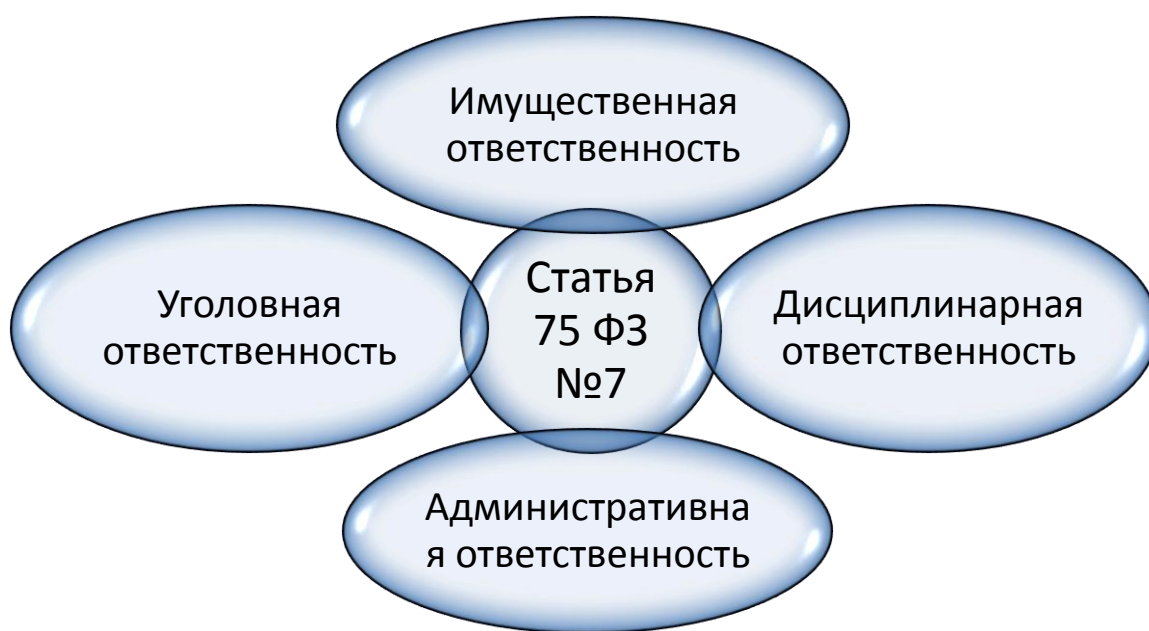 Имущественная
ответственность
Уголовная
ответственность
Статья
75 ФЗ
№7
Дисциплинарная
ответственность
Административна
я ответственность